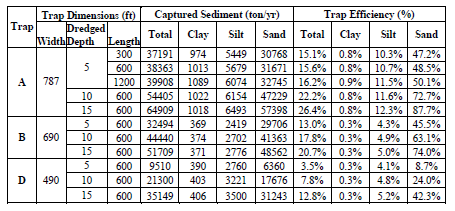 Trap Trap Dimensions (ft) Captured Sediment (ton/yr) Trap Efficiency (%)
Width Dredged Depth Length Total Clay Silt Sand Total Clay Silt Sand
A 787 5 300 37191 974 5449 30768 15.1% 0.8% 10.3% 47.2%
600 38363 1013 5679 31671 15.6% 0.8% 10.7% 48.5%
1200 39908 1089 6074 32745 16.2% 0.9% 11.5% 50.1%
10 600 54405 1022 6154 47229 22.2% 0.8% 11.6% 72.7%
15 600 64909 1018 6493 57398 26.4% 0.8% 12.3% 87.7%
B 690 5 600 32494 369 2419 29706 13.0% 0.3% 4.3% 45.5%
10 600 44440 374 2702 41363 17.8% 0.3% 4.9% 63.1%
15 600 51709 371 2776 48562 20.7% 0.3% 5.0% 74.0%
D 490 5 600 9510 390 2760 6360 3.5% 0.3% 4.1% 8.7%
10 600 21300 403 3221 17676 7.8% 0.3% 4.8% 24.0%
15 600 35149 406 3500 31243 12.8% 0.3% 5.2% 42.3%